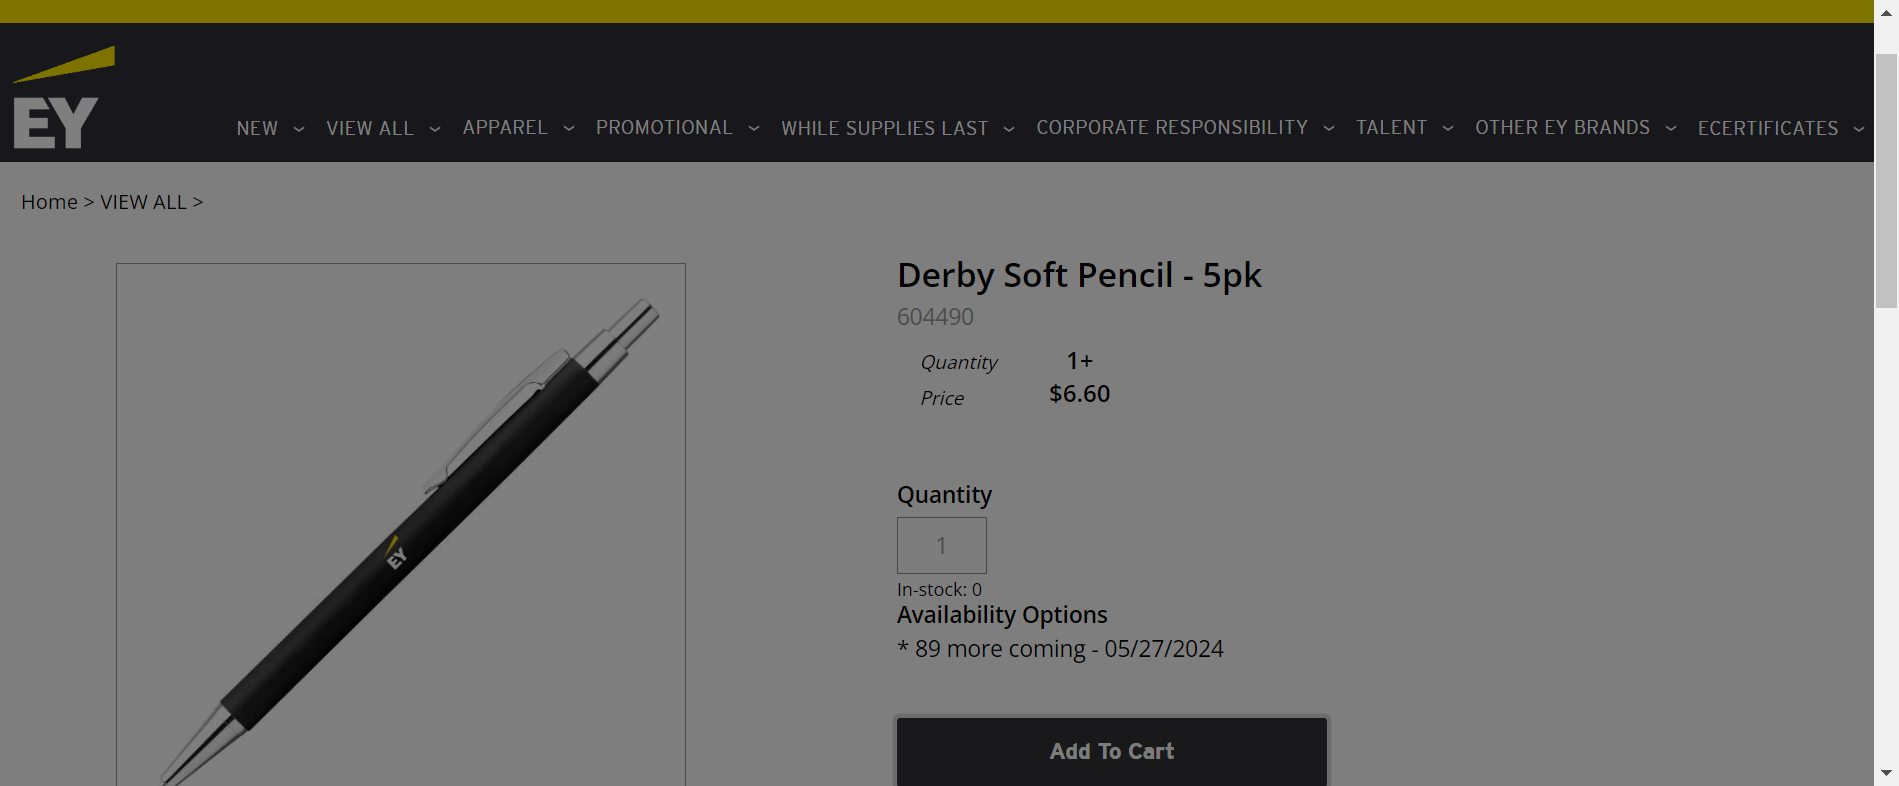 EY
NEW VIEW ALL APPAREL PROMOTIONAL WHILE SUPPLIES LAST CORPORATE RESPONSIBILITY TALENT OTHER EY BRANDS ECERTIFICATES
Home > VIEW ALL >
Derby Soft Pencil - 5pk
604490
Quantity 1+
Price $6.60
EY
Quantity
1
In-stock: 0
Availability Options
* 89 more coming - 05/27/2024
Add To Cart